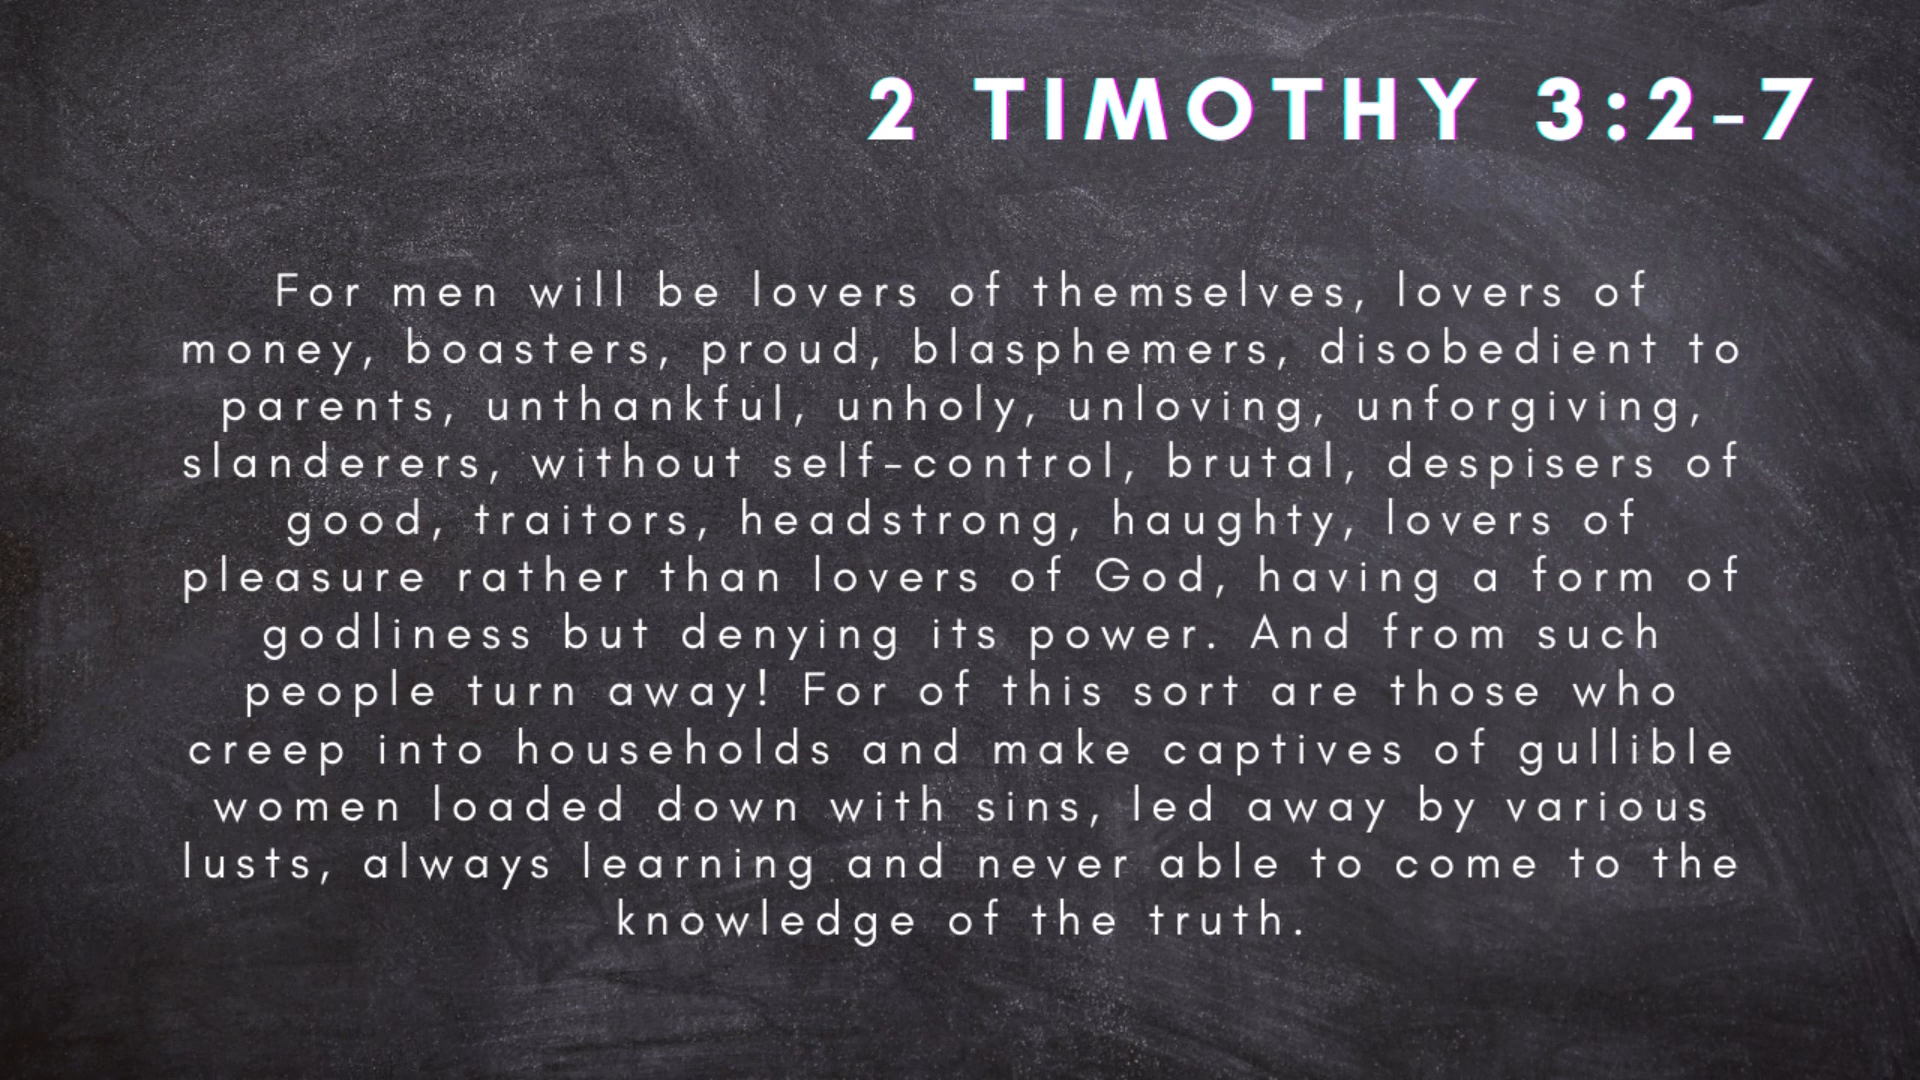 2 TIMOTHY 3:2-7
For men will be lovers of themselves, lovers of
money, boasters, proud, blasphemers, disobedient to
parents, unthankful, unholy, unloving, unforgiving,
slanderers, without self-control, brutal, despisers of
good, traitors, headstrong, haughty, lovers of
pleasure rather than lovers of God, having a form of
godliness but denying its power. And from such
people turn away! For of this sort are those who
creep into households and make captives of gullible
women loaded down with sins, led away by various
lusts, always learning and never able to come to the
knowledge of the truth.